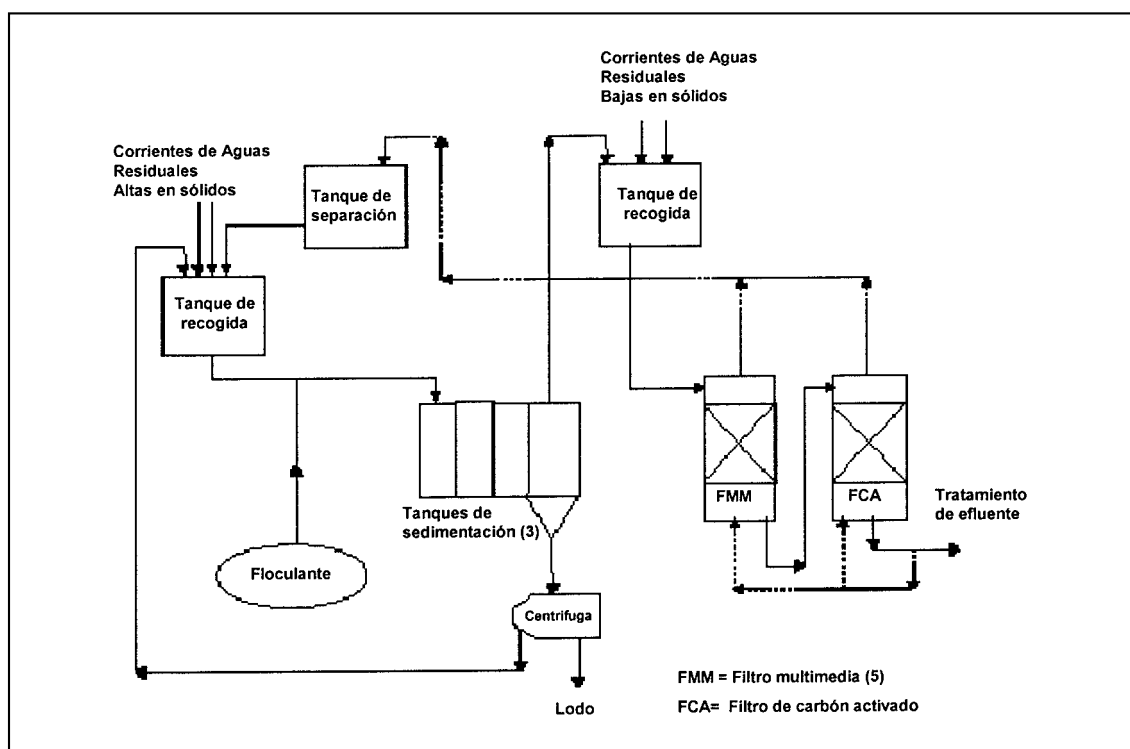 Corrientes de Aguas
Residuales
Bajas en sólidos
Corrientes de Aguas
Residuales
Altas en sólidos
Tanque de
separación
Tanque de
recogida
Tanque de
recogida
FMM
FCA
Tratamiento
de efluente
Tanques de
sedimentación (3)
Floculante
Centrifuga
Lodo
FMM = Filtro multimedia (5)
FCA= Filtro de carbón activado